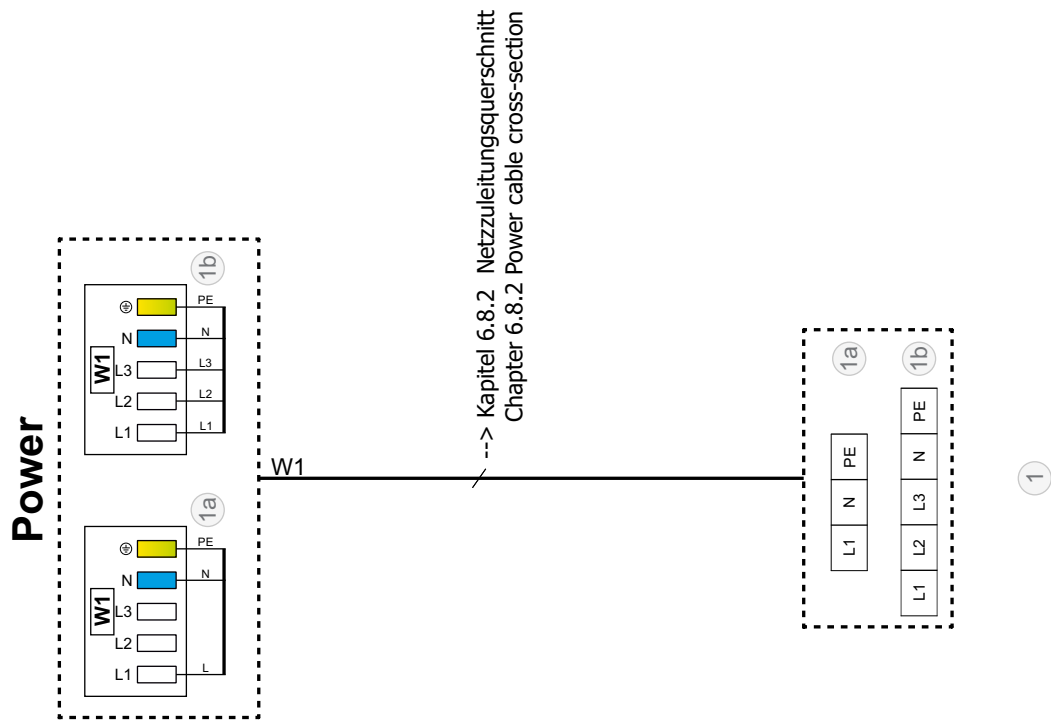 Power
W1
L1
L2
L3
N
L
N
PE
1a
W1
L1
L2
L3
N
L1
L2
L3
N
PE
1b
W1
--> Kapitel 6.8.2 Netzzuleitungsquerschnitt
Chapter 6.8.2 Power cable cross-section
L1 N PE
1a
L1 L2 L3 N PE
1b
1